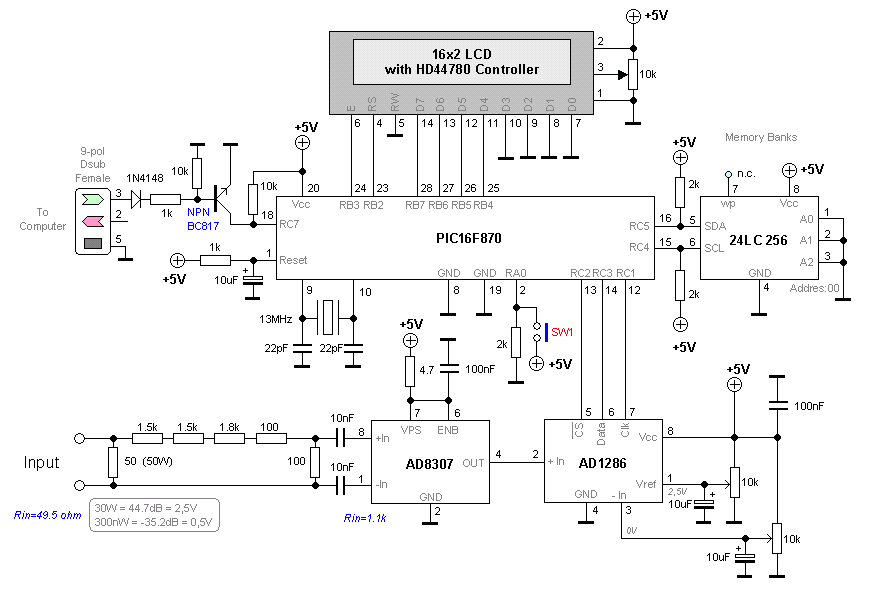 +5V
16x2 LCD
with HD44780 Controller
2
3
1
10k
E
RS
RW
D7
D6
D5
D4
D3
D2
D1
D0
6
4
5
14
13
12
11
10
9
8
7
9-pol
Dsub
Female
To
Computer
3
2
5
1N4148
1k
10k
NPN
BC817
10k
+5V
20
Vcc
24
23
28
27
26
25
RB3
RB2
RB7
RB6
RB5
RB4
18
RC7
PIC16F870
RC5
16
RC4
15
+5V
2k
2k
+5V
Memory Banks
n.c.
+5V
7
8
wp
Vcc
5
SDA
6
SCL
24LC 256
A0
1
A1
2
A2
3
GND
4
Addres:00
+5V
1k
1
Reset
10uF
+
GND
GND
RA0
RC2
RC3
RC1
9
10
8
19
2
13
14
12
13MHz
22pF
22pF
2k
SW1
+5V
+5V
4.7
100nF
7
6
VPS
ENB
8
+In
AD8307
OUT
4
1
-In
GND
2
Rin=1.1k
Input
50 (50W)
1.5k
1.5k
1.8k
100
100
10nF
10nF
Rin=49.5 ohm
30W = 44.7dB = 2,5V
300nW = -35.2dB = 0,5V
5
6
7
CS
Data
Clk
8
Vcc
2
+ In
AD1286
Vref
1
2,5V
GND
- In
4
3
0V
+5V
100nF
10k
10uF
+
10k
10uF
+